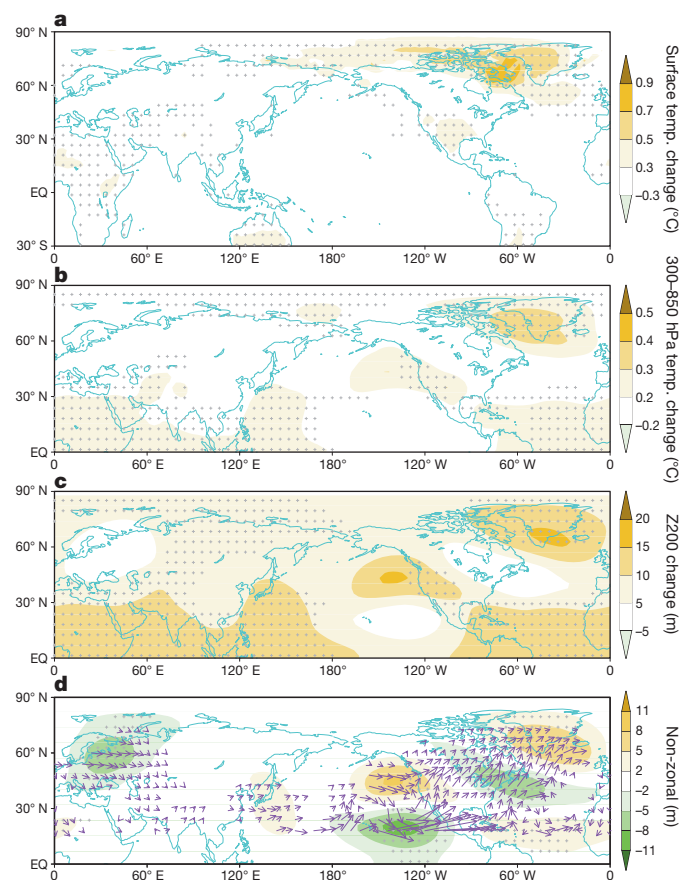 a
90° N
60° N
30° N
EQ
30° S
0
60° E
120° E
180°
120° W
60° W
0
0.9
0.7
0.5
0.3
−0.3
Surface temp. change (°C)
b
90° N
60° N
30° N
EQ
0
60° E
120° E
180°
120° W
60° W
0
0.5
0.4
0.3
0.2
−0.2
300–850 hPa temp. change (°C)
c
90° N
60° N
30° N
EQ
0
60° E
120° E
180°
120° W
60° W
0
20
15
10
5
−5
Z200 change (m)
d
90° N
60° N
30° N
EQ
0
60° E
120° E
180°
120° W
60° W
0
11
8
5
2
−2
−5
−8
−11
Non-zonal (m)